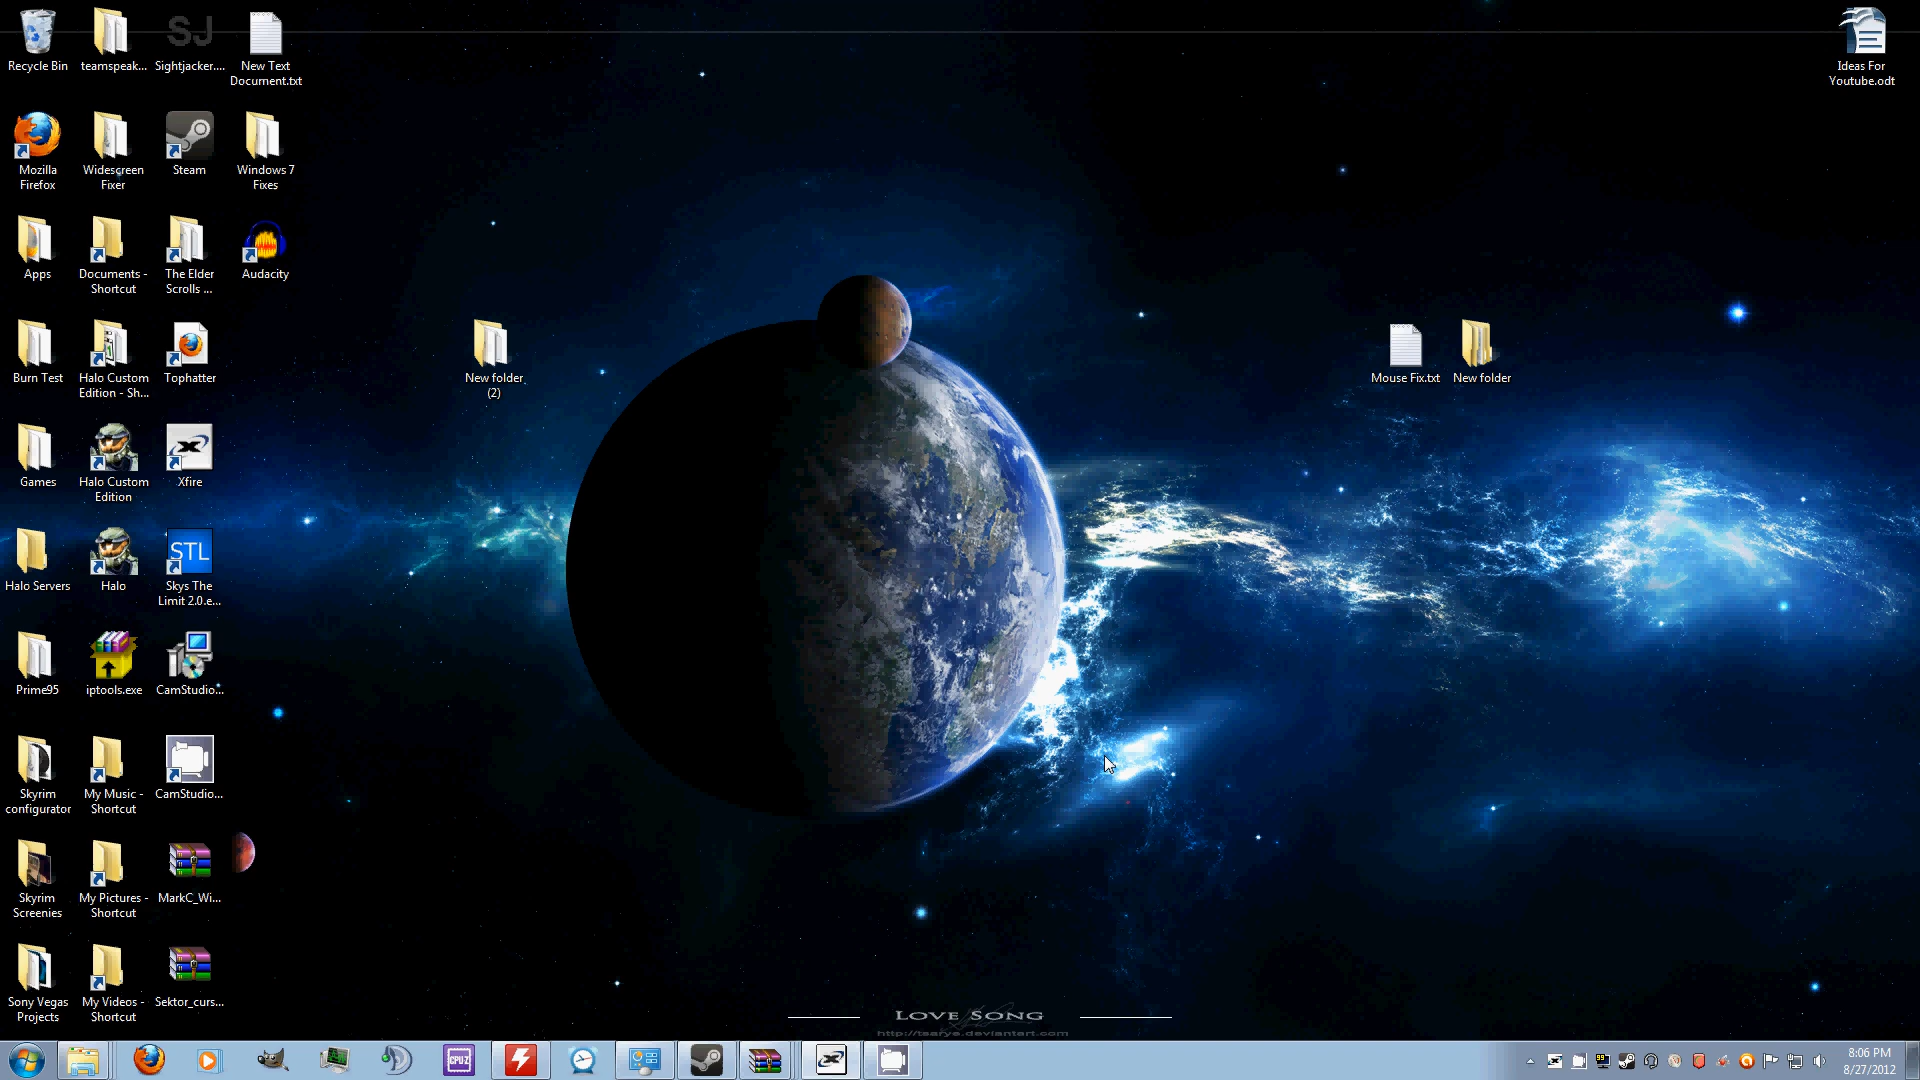 Recycle Bin
teamspeak...
SJ
Sightjacker....
New Text
Document.txt
Ideas For
Youtube.odt
Mozilla
Firefox
Widescreen
Fixer
Steam
Windows 7
Fixes
Apps
Documents -
Shortcut
The Elder
Scrolls ...
Audacity
Burn Test
Halo Custom
Edition - Sh...
Tophatter
New folder
(2)
Mouse Fix.txt
New folder
Games
Halo Custom
Edition
Xfire
Halo Servers
Halo
STL
Skys The
Limit 2.0.e...
Prime95
iptools.exe
CamStudio...
Skyrim
configurator
My Music -
Shortcut
CamStudio...
Skyrim
Screenies
My Pictures -
Shortcut
MarkC_Wi...
Sony Vegas
Projects
My Videos -
Shortcut
Sektor_curs...
LOVE SONG
http://tsarye.deviantart.com
CPU Z
8:06 PM
8/27/2012